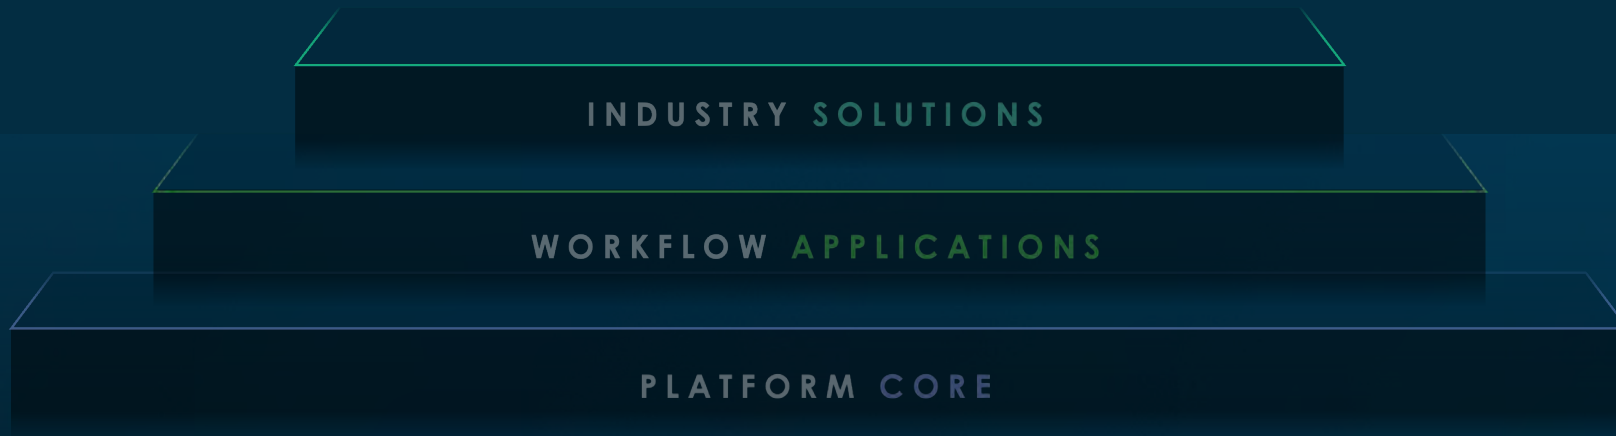 INDUSTRY SOLUTIONS
WORKFLOW APPLICATIONS
PLATFORM CORE